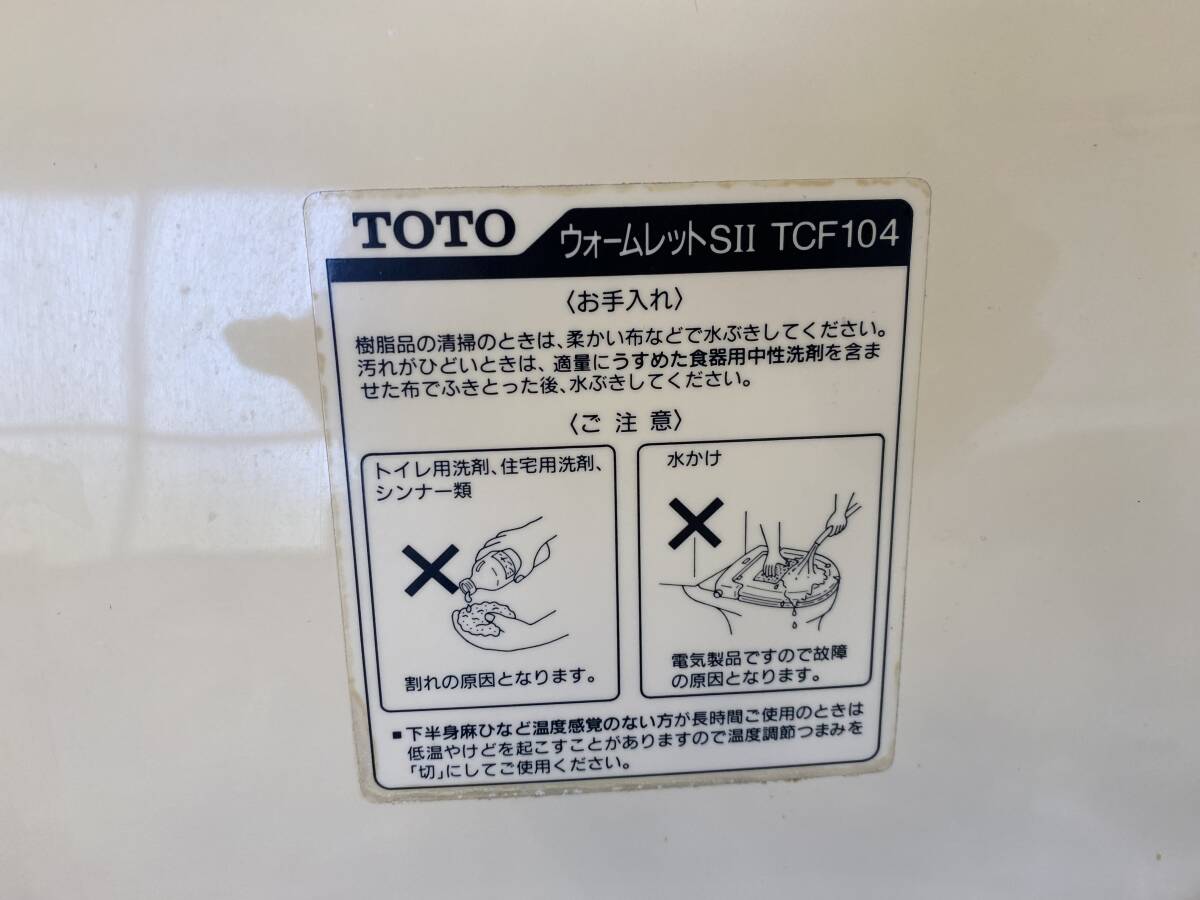 TOTO ウォームレットSII TCF104
〈お手入れ〉
樹脂品の清掃のときは、柔かい布などで水ぶきしてください。
汚れがひどいときは、適量にうすめた食器用中性洗剤を含ま
せた布でふきとった後、水ぶきしてください。
〈ご 注 意〉
トイレ用洗剤、住宅用洗剤、
シンナー類
割れの原因となります。
水かけ
電気製品ですので故障
の原因となります。
■下半身麻ひなど温度感覚のない方が長時間ご使用のときは
低温やけどを起こすことがありますので温度調節つまみを
「切」にしてご使用ください。